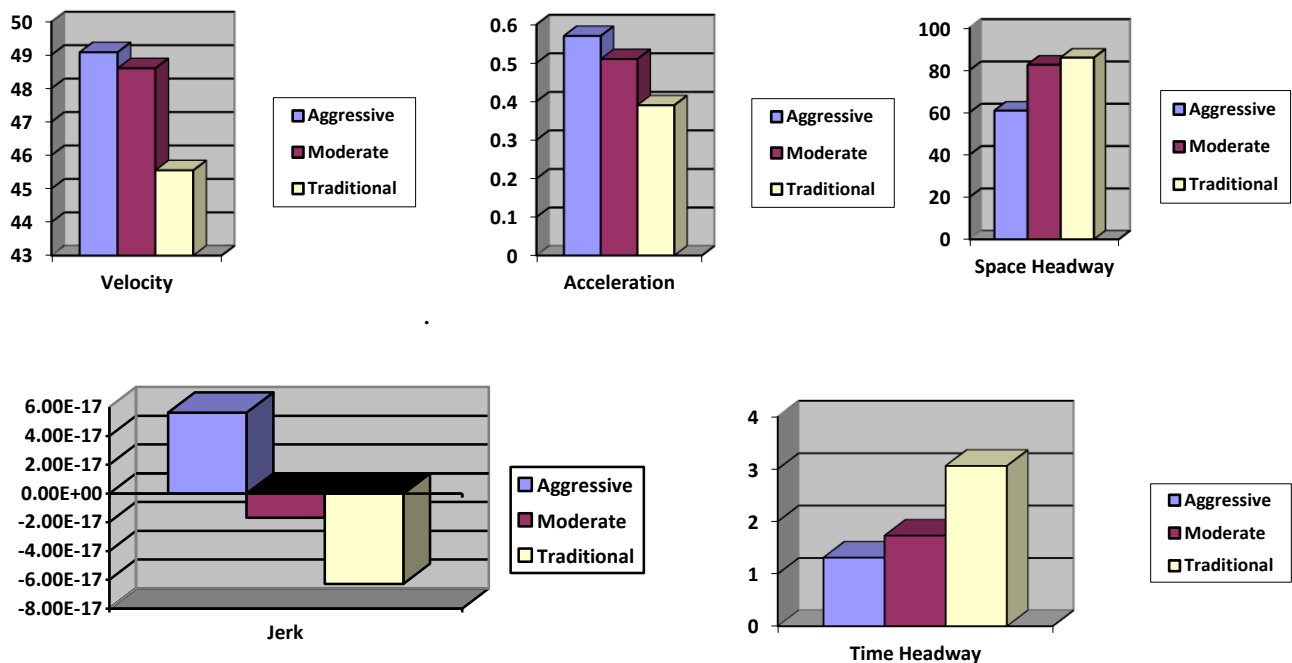 50
49
48
47
46
45
44
43
Velocity
Aggressive
Moderate
Traditional
0.6
0.5
0.4
0.3
0.2
0.1
0
Acceleration
Aggressive
Moderate
Traditional
100
80
60
40
20
0
Space Headway
Aggressive
Moderate
Traditional
.
6.00E-17
4.00E-17
2.00E-17
0.00E+00
-2.00E-17
-4.00E-17
-6.00E-17
-8.00E-17
Jerk
Aggressive
Moderate
Traditional
4
3
2
1
0
Time Headway
Aggressive
Moderate
Traditional